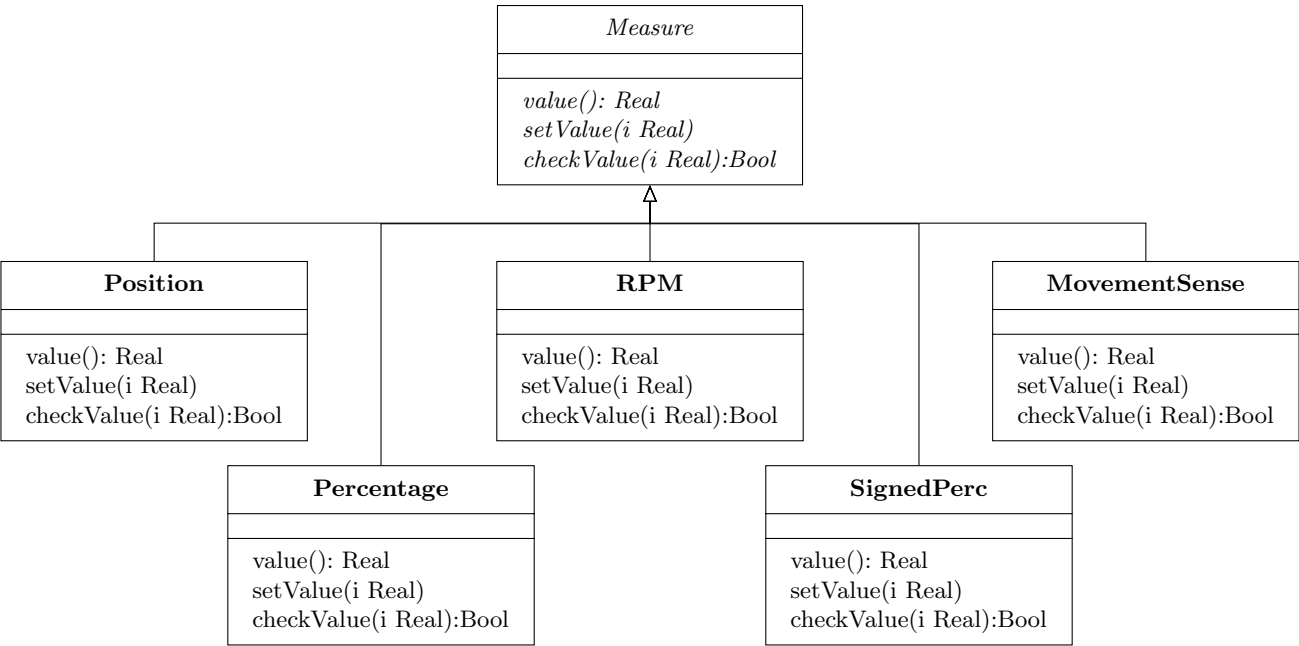 Measure
value(): Real
setValue(i Real)
checkValue(i Real):Bool
Position
value(): Real
setValue(i Real)
checkValue(i Real):Bool
RPM
value(): Real
setValue(i Real)
checkValue(i Real):Bool
MovementSense
value(): Real
setValue(i Real)
checkValue(i Real):Bool
Percentage
value(): Real
setValue(i Real)
checkValue(i Real):Bool
SignedPerc
value(): Real
setValue(i Real)
checkValue(i Real):Bool